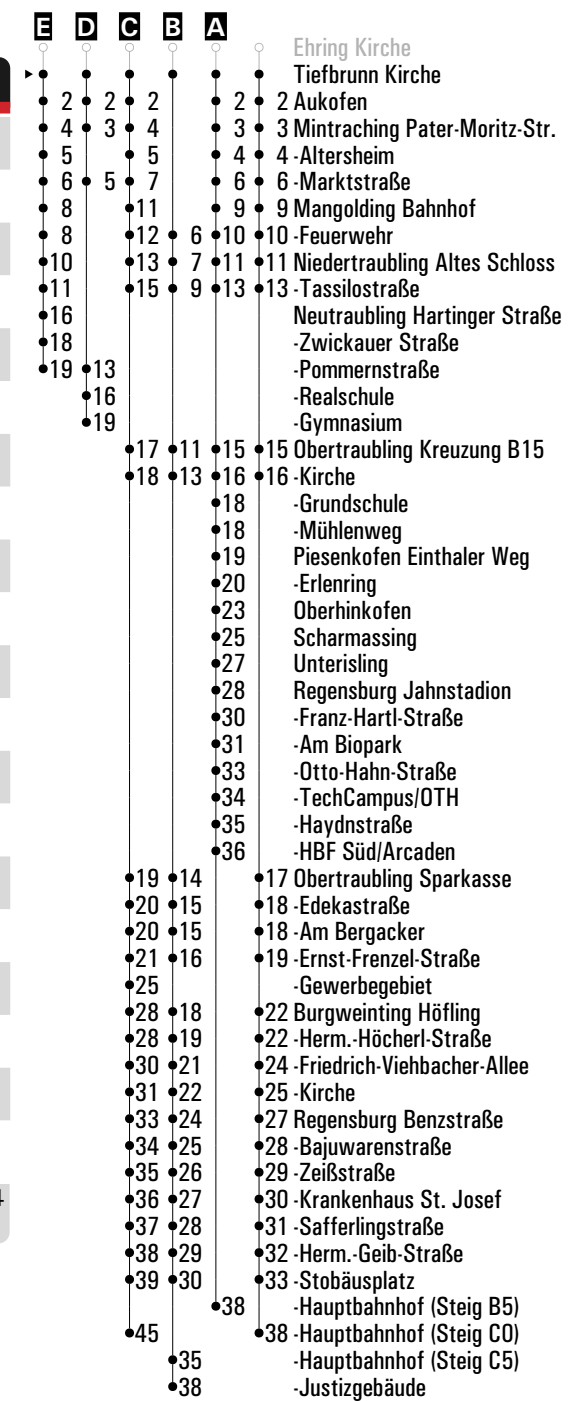 E D C B A
Ehring Kirche
Tiefbrunn Kirche
2 2 2 2 2 Aukofen
4 3 4 3 3 Mintraching Pater-Moritz-Str.
5 5 4 4 -Altersheim
6 5 7 6 6 -Marktstraße
8 11 9 9 Mangolding Bahnhof
8 12 6 10 10 -Feuerwehr
10 13 7 11 11 Niedertraubling Altes Schloss
11 15 9 13 13 -Tassilostraße
16 Neutraubling Hartinger Straße
18 -Zwickauer Straße
19 13 -Pommernstraße
16 -Realschule
19 -Gymnasium
17 11 15 15 Obertraubling Kreuzung B15
18 13 16 16 -Kirche
18 -Grundschule
18 -Mühlenweg
19 Piesenkofen Einthaler Weg
20 -Erlenring
23 Oberhinkofen
25 Scharmassing
27 Unterisling
28 Regensburg Jahnstadion
30 -Franz-Hartl-Straße
31 -Am Biopark
33 -Otto-Hahn-Straße
34 -TechCampus/OTH
35 -Haydnstraße
36 -HBF Süd/Arcaden
19 14 17 Obertraubling Sparkasse
20 15 18 -Edekastraße
20 15 18 -Am Bergacker
21 16 19 -Ernst-Frenzel-Straße
25 -Gewerbegebiet
28 18 22 Burgweinting Höfling
28 19 22 -Herm.-Höcherl-Straße
30 21 24 -Friedrich-Viehbacher-Allee
31 22 25 -Kirche
33 24 27 Regensburg Benzstraße
34 25 28 -Bajuwarenstraße
35 26 29 -Zeißstraße
4 36 27 30 -Krankenhaus St. Josef
37 28 31 -Safferlingstraße
38 29 32 -Herm.-Geib-Straße
39 30 33 -Stobäusplatz
38 -Hauptbahnhof (Steig B5)
45 38 -Hauptbahnhof (Steig C0)
35 -Hauptbahnhof (Steig C5)
38 -Justizgebäude